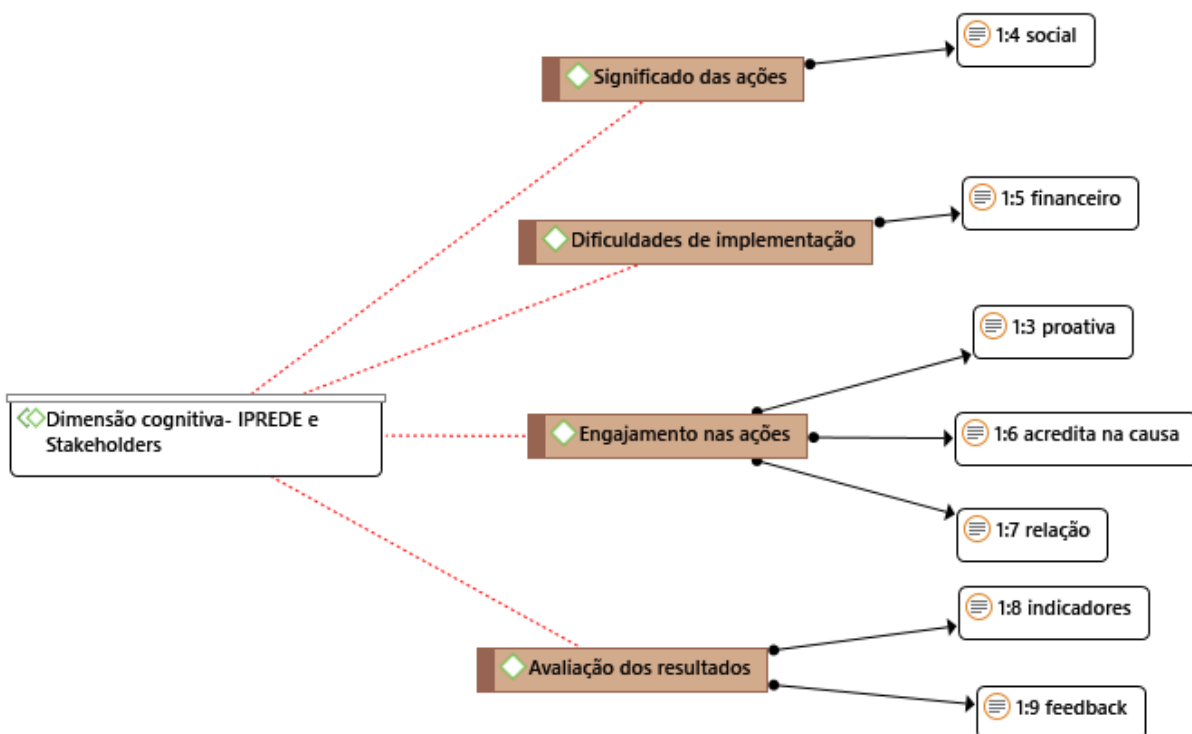 1:4 social
Significado das ações
1:5 financeiro
Dificuldades de implementação
1:3 proativa
Dimensão cognitiva- IPREDE e
Stakeholders
Engajamento nas ações
1:6 acredita na causa
1:7 relação
1:8 indicadores
Avaliação dos resultados
1:9 feedback